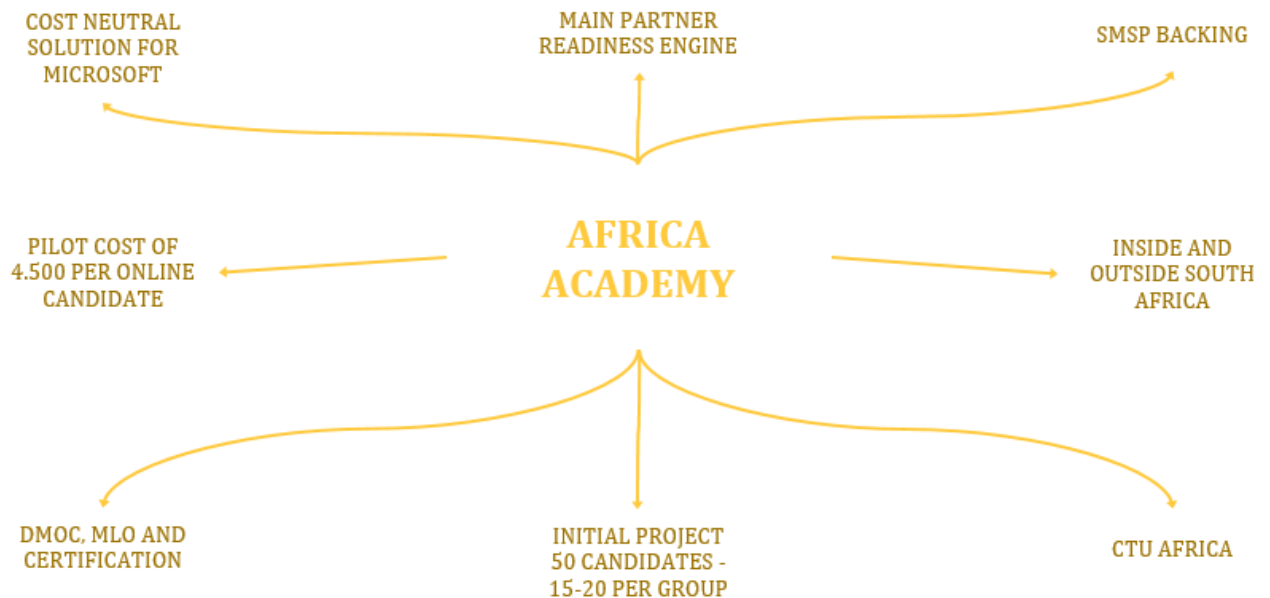 COST NEUTRAL
SOLUTION FOR
MICROSOFT
MAIN PARTNER
READINESS ENGINE
SMSP BACKING
PILOT COST OF
4.500 PER ONLINE
CANDIDATE
AFRICA
ACADEMY
INSIDE AND
OUTSIDE SOUTH
AFRICA
DMOC, MLO AND
CERTIFICATION
INITIAL PROJECT
50 CANDIDATES -
15-20 PER GROUP
CTU AFRICA